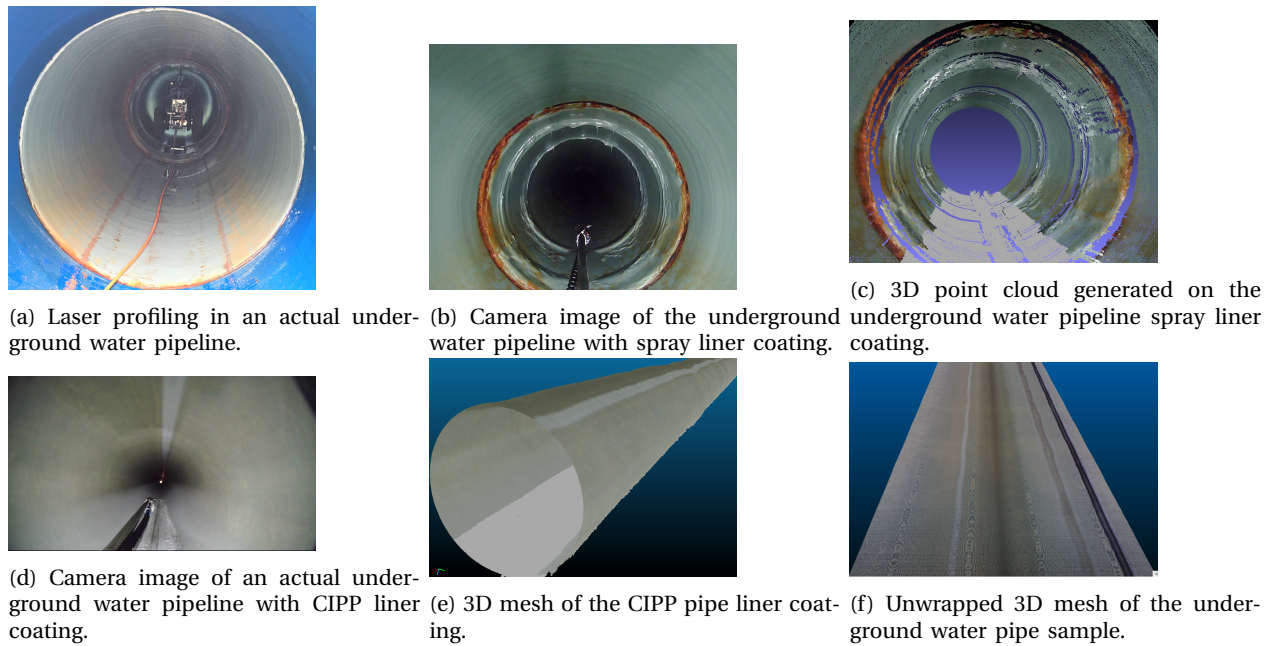 (a) Laser profiling in an actual under-
ground water pipeline.
(b) Camera image of the underground
water pipeline with spray liner coating.
(c) 3D point cloud generated on the
underground water pipeline spray liner
coating.
(d) Camera image of an actual under-
ground water pipeline with CIPP liner
coating.
(e) 3D mesh of the CIPP pipe liner coat-
ing.
(f) Unwrapped 3D mesh of the under-
ground water pipe sample.